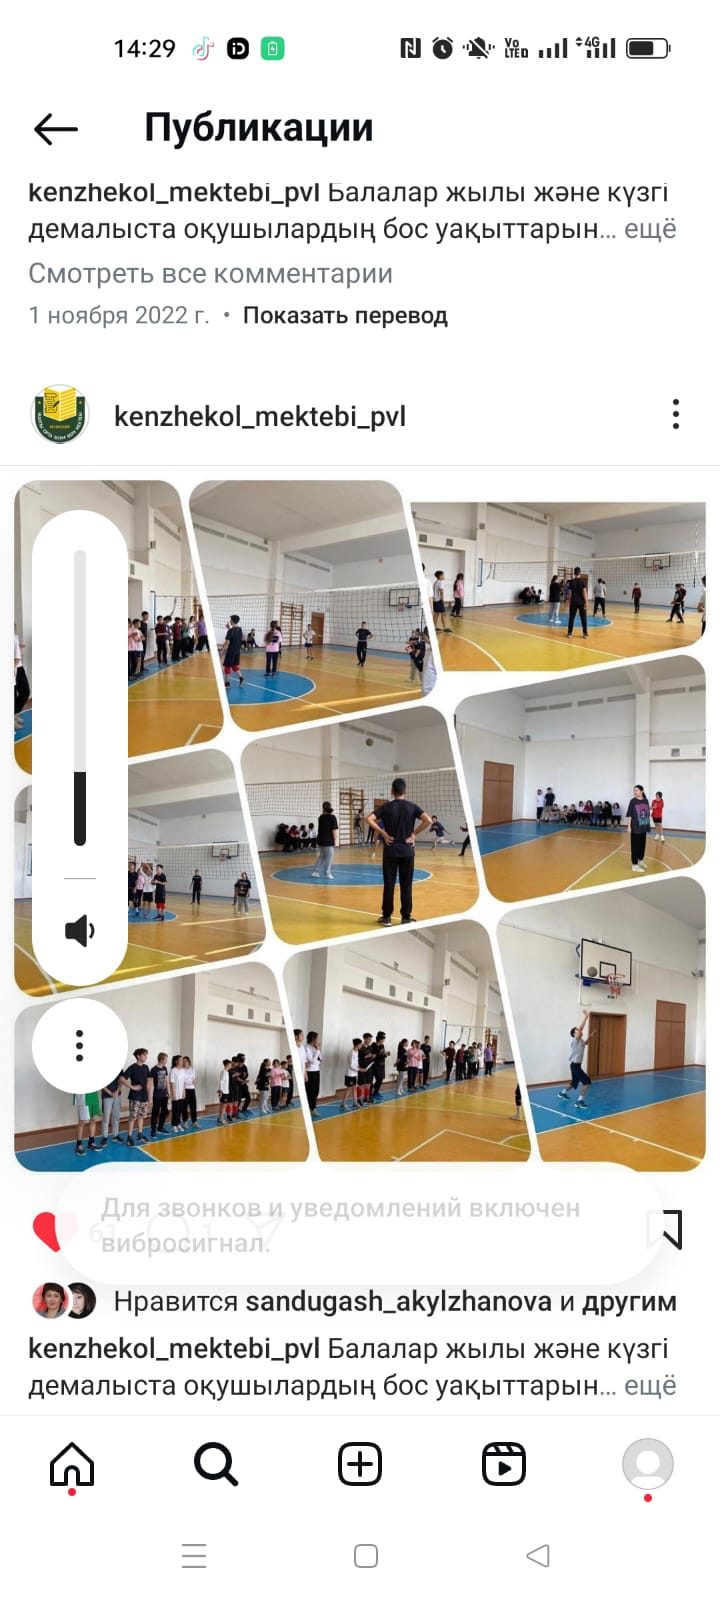 14:29
Публикации
kenzhekol_mektebi_pvl Балалар жылы және күзгі
демалыста оқушылардың бос уақыттарын... ещё
Смотреть все комментарии
1 ноября 2022 г. • Показать перевод
kenzhekol_mektebi_pvl
Для звонков и уведомлений включен
вибросигнал.
Нравится sandugash_akylzhanova и другим
kenzhekol_mektebi_pvl Балалар жылы және күзгі
демалыста оқушылардың бос уақыттарын... ещё